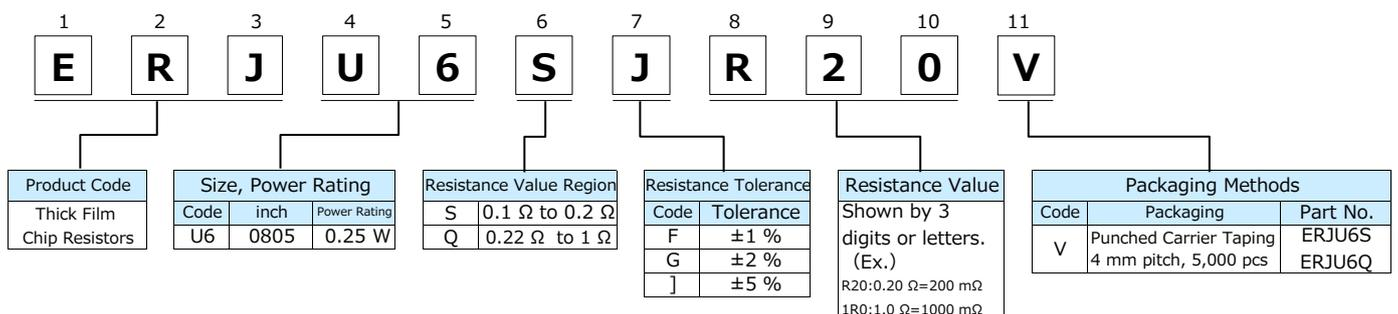 1 2 3 4 5 6 7 8 9 10 11
E R J U 6 S J R 2 0 V
Product Code
Thick Film
Chip Resistors
Size, Power Rating
Code inch Power Rating
U6 0805 0.25 W
Resistance Value Region
S 0.1 Ω to 0.2 Ω
Q 0.22 Ω to 1 Ω
Resistance Tolerance
Code Tolerance
F ±1 %
G ±2 %
J ±5 %
Resistance Value
Shown by 3
digits or letters.
(Ex.)
R20:0.20 Ω=200 mΩ
1R0:1.0 Ω=1000 mΩ
Packaging Methods
Code Packaging Part No.
V Punched Carrier Taping ERJU6S
4 mm pitch, 5,000 pcs ERJU6Q